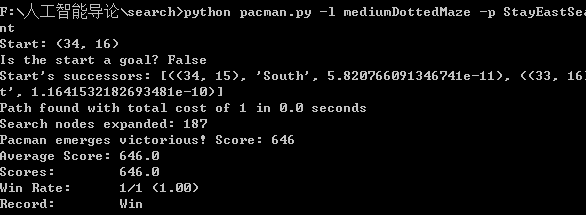 F:\人工智能导论\search>python pacman.py -l mediumDottedMaze -p StayEastSea
nt
Start: (34, 16)
Is the start a goal? False
Start's successors: [((34, 15), 'South', 5.820766091346741e-11), ((33, 16)
t', 1.1641532182693481e-10)]
Path found with total cost of 1 in 0.0 seconds
Search nodes expanded: 187
Pacman emerges victorious! Score: 646
Average Score: 646.0
Scores:        646.0
Win Rate:      1/1 (1.00)
Record:        Win